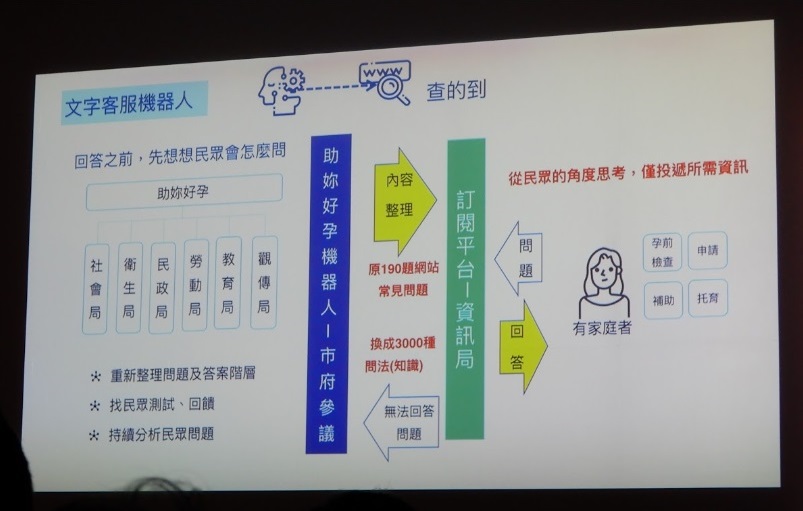 文字客服機器人
WWW
查的到
回答之前，先想想民眾會怎麼問
助妳好孕
社會局
衛生局
民政局
勞動局
教育局
觀傳局
＊ 重新整理問題及答案階層
＊ 找民眾測試、回饋
＊ 持續分析民眾問題
助妳好孕機器人－市府參議
內容
整理
原190題網站
常見問題
換成3000種
問法(知識)
無法回答
問題
訂閱平台－資訊局
從民眾的角度思考，僅投遞所需資訊
問題
回答
有家庭者
孕前
檢查
申請
補助
托育